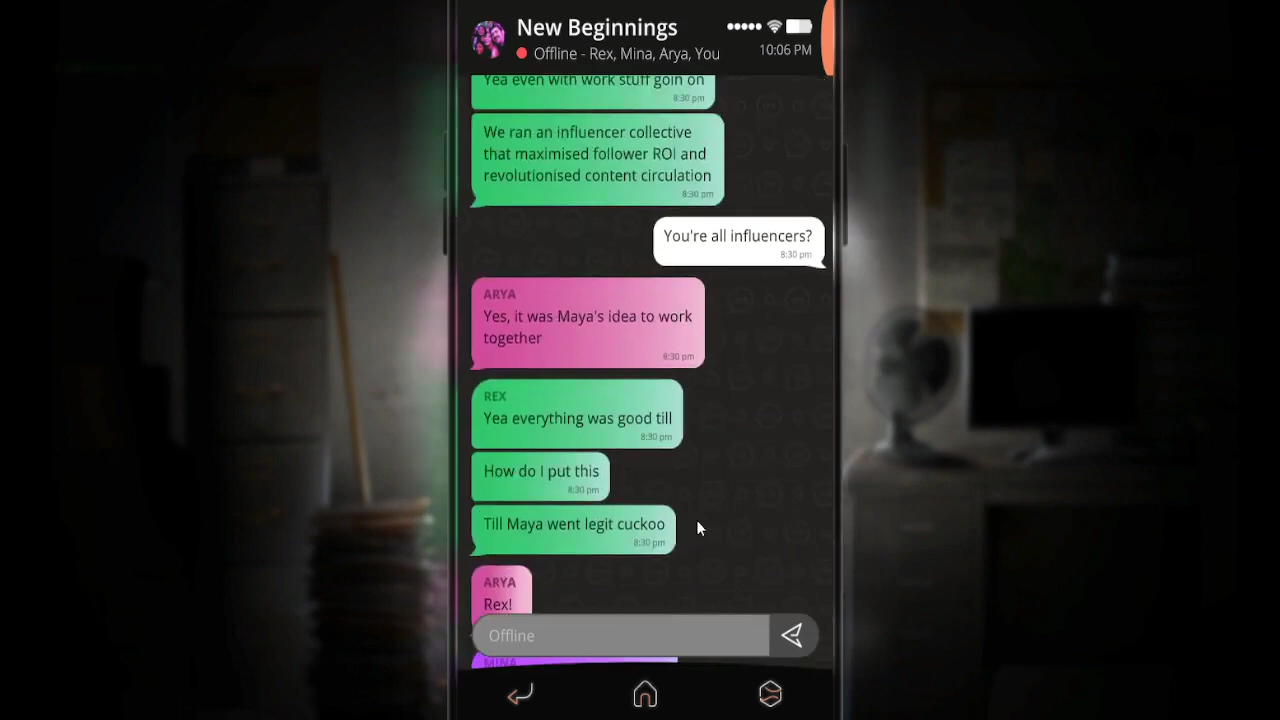 New Beginnings
Offline - Rex, Mina, Arya, You
10:06 PM
Yea even with work stuff goin on
8:30 pm
We ran an influencer collective
that maximised follower ROI and
revolutionised content circulation
8:30 pm
You're all influencers?
8:30 pm
ARYA
Yes, it was Maya's idea to work
together
8:30 pm
REX
Yea everything was good till
8:30 pm
How do I put this
8:30 pm
Till Maya went legit cuckoo
8:30 pm
ARYA
Rex!
Offline
MINA